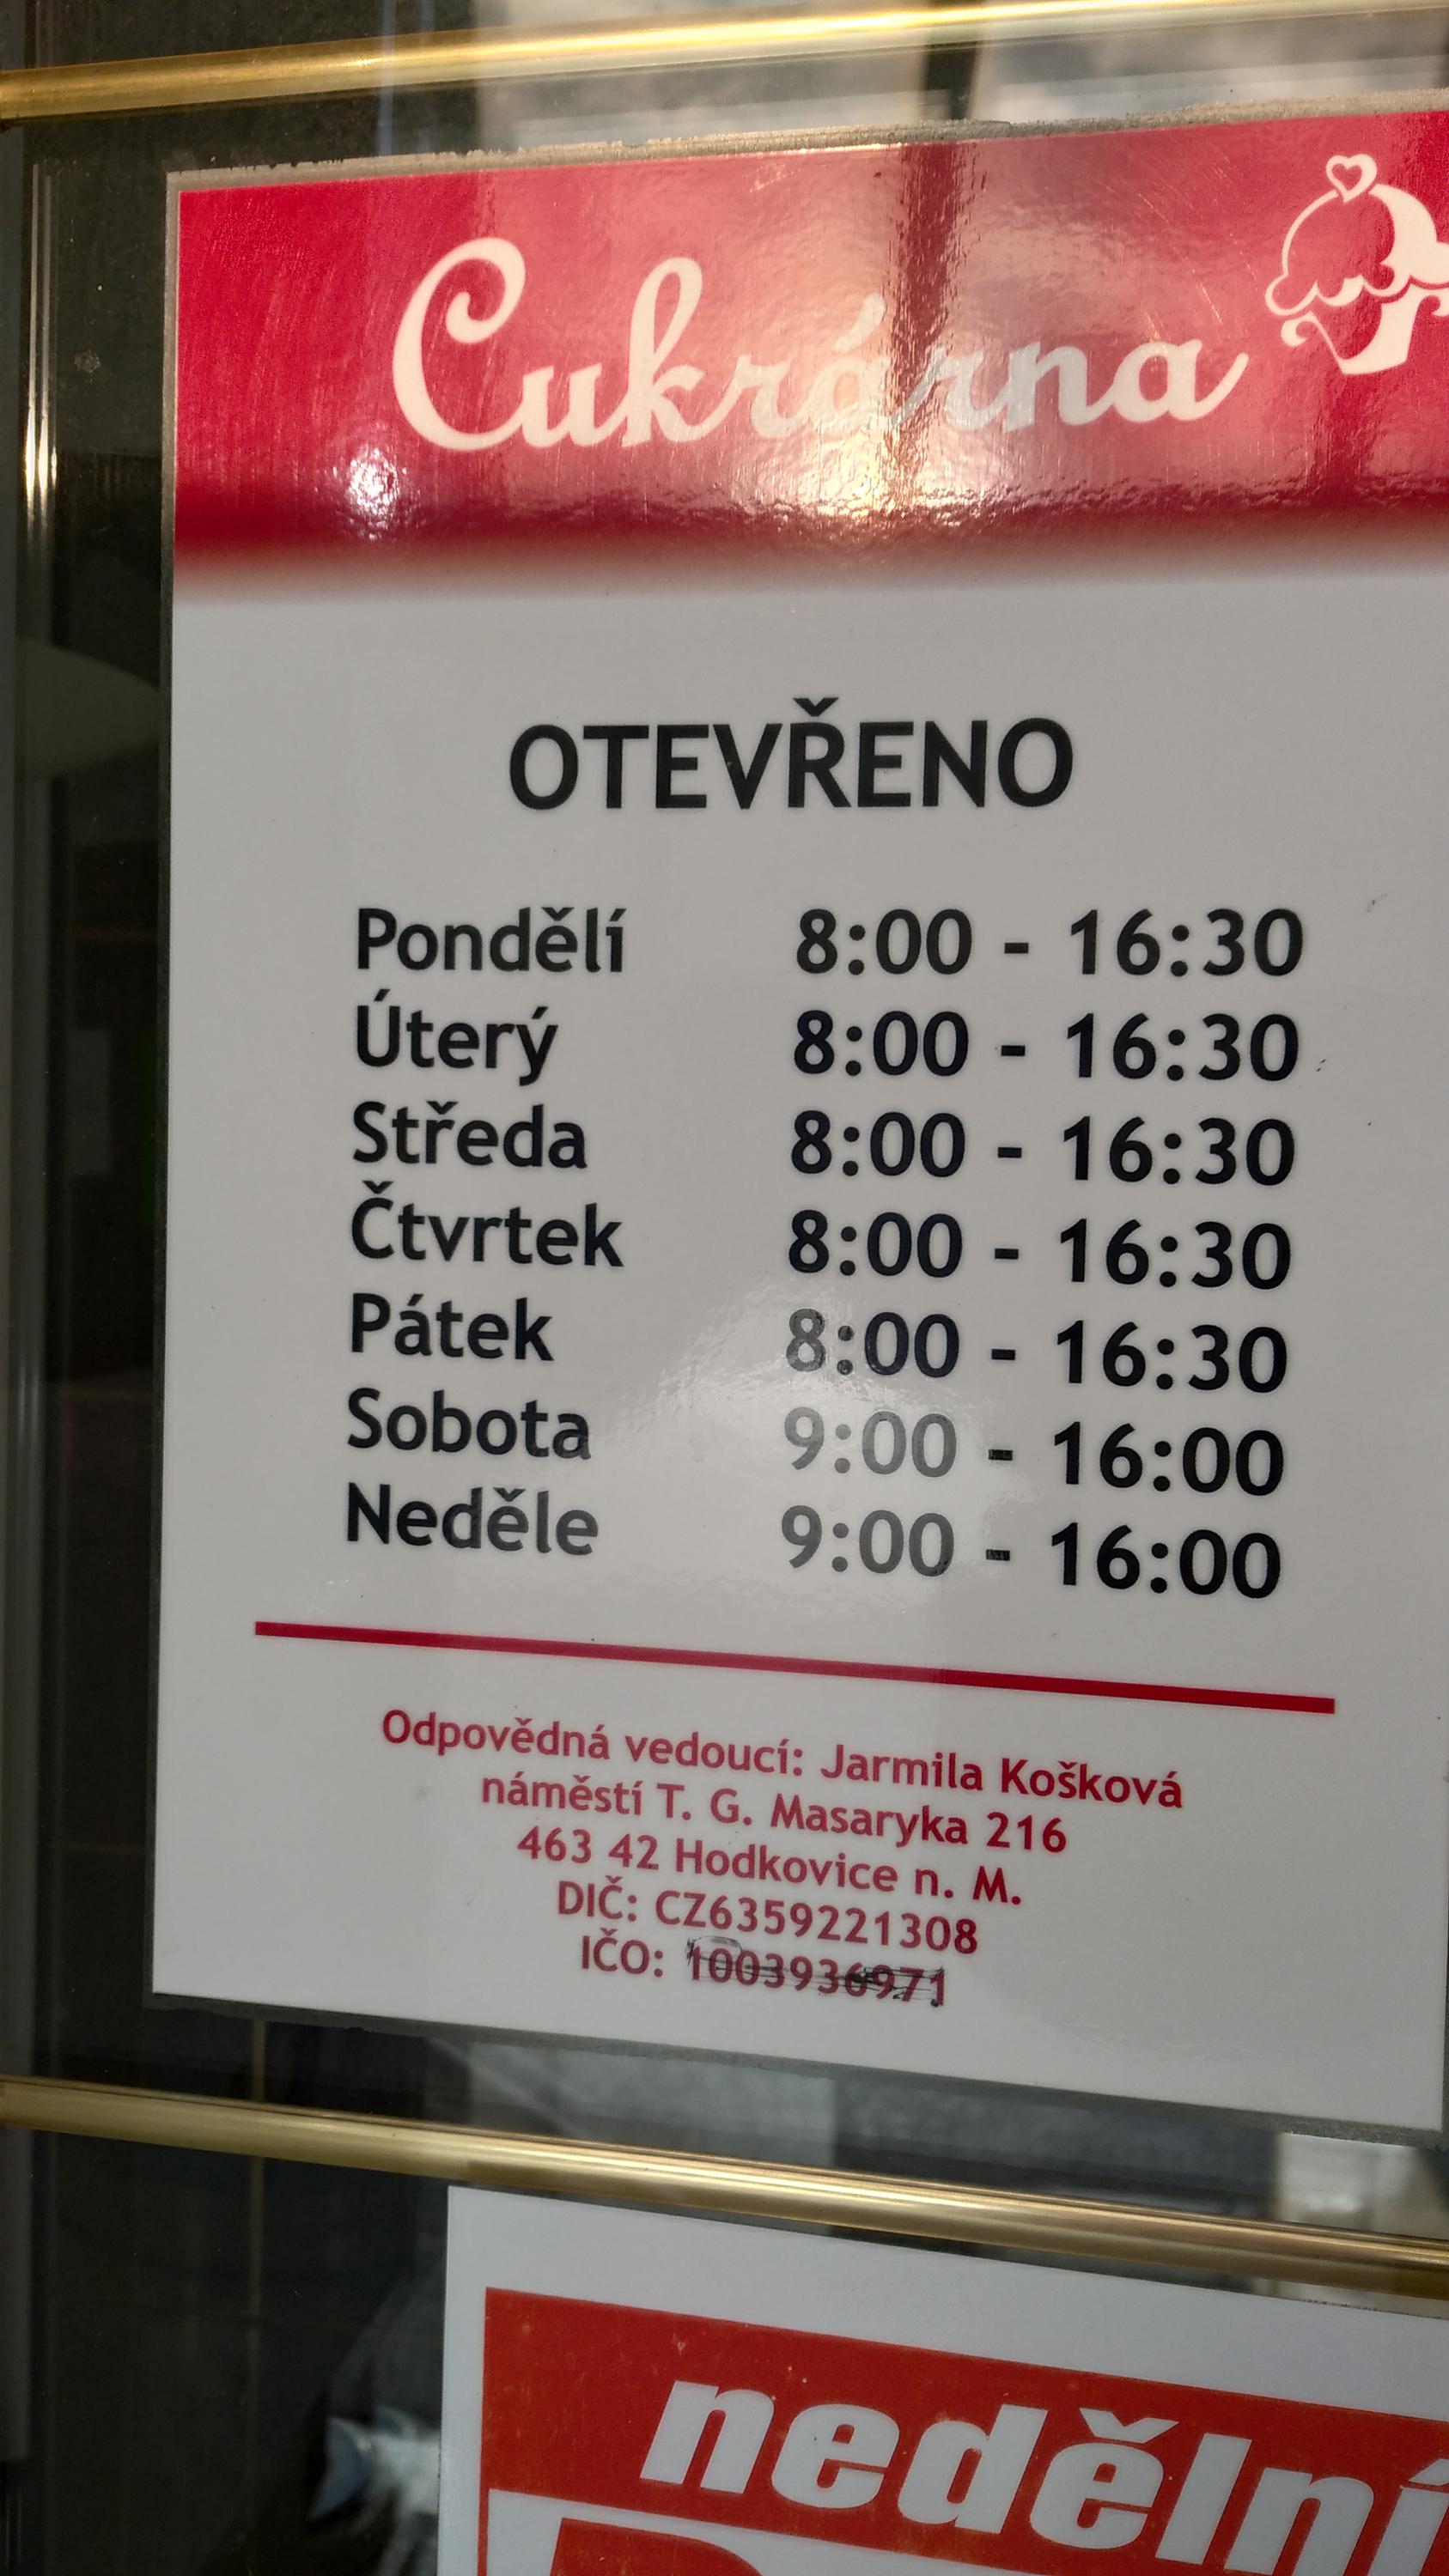 Cukrárna
OTEVŘENO
Pondělí 8:00 - 16:30
Úterý 8:00 - 16:30
Středa 8:00 - 16:30
Čtvrtek 8:00 - 16:30
Pátek 8:00 - 16:30
Sobota 9:00 - 16:00
Neděle 9:00 - 16:00
Odpovědná vedoucí: Jarmila Košková
náměstí T. G. Masaryka 216
463 42 Hodkovice n. M.
DIČ: CZ6359221308
IČO: 1003936971
nedělní